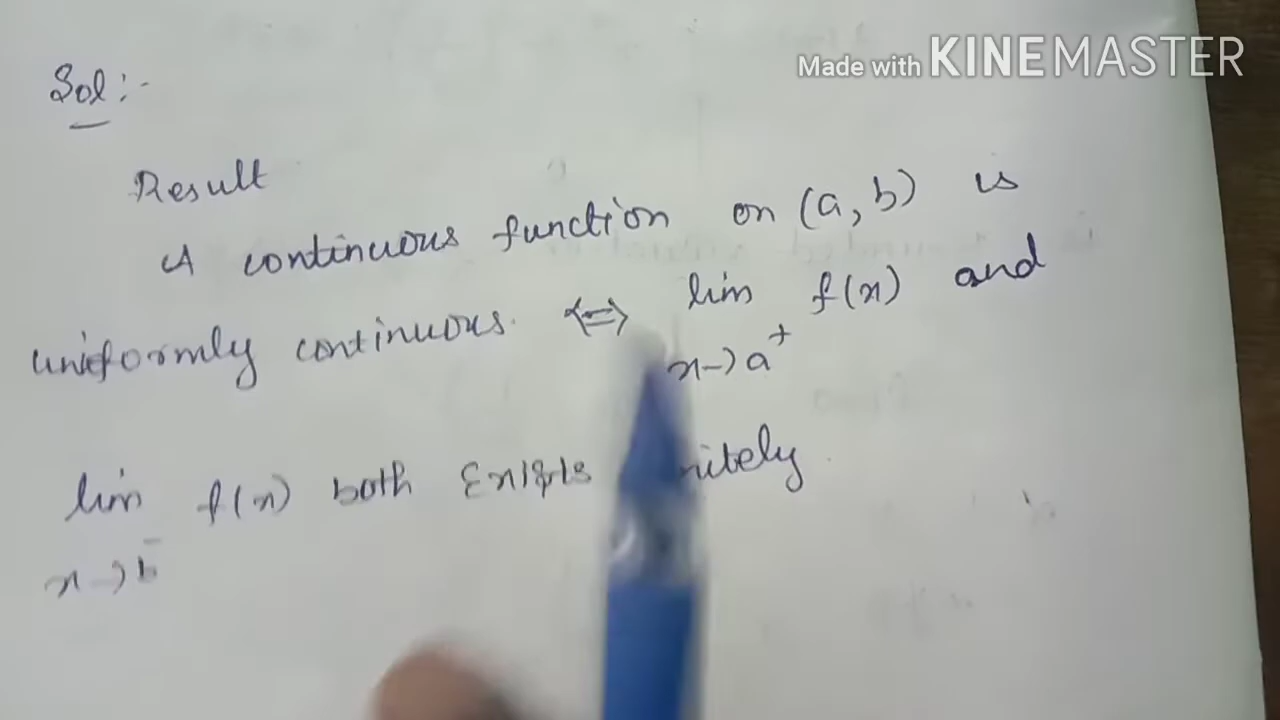 Made with KINEMASTER
Sol :-
Result
A continuous function on (a, b) is
uniformly continuous. <=> lim f(x) and
x->a+
lim f(x) both Exists
x->b-